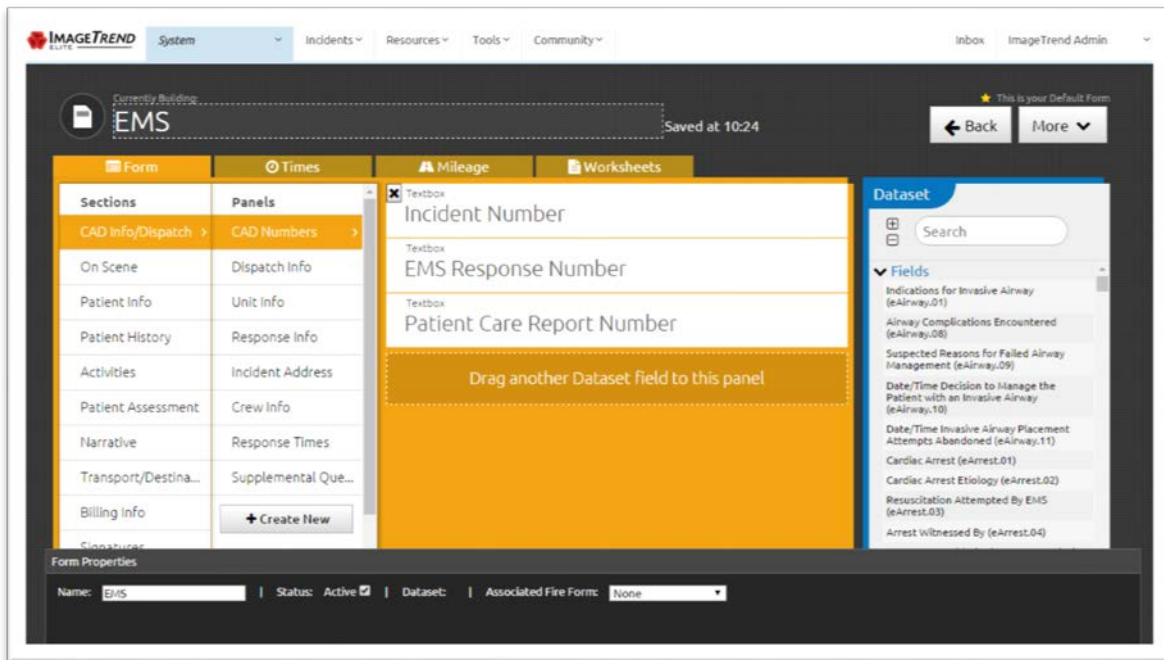 IMAGETREND
ELITE
System
Incidents
Resources
Tools
Community
Inbox
ImageTrend Admin
Currently Building:
EMS
Saved at 10:24
This is your Default Form
Back
More
Form
Times
Mileage
Worksheets
Sections
CAD Info/Dispatch
On Scene
Patient Info
Patient History
Activities
Patient Assessment
Narrative
Transport/Destina...
Billing Info
Signatures
Panels
CAD Numbers
Dispatch Info
Unit Info
Response Info
Incident Address
Crew Info
Response Times
Supplemental Que...
+ Create New
Textbox
Incident Number
Textbox
EMS Response Number
Textbox
Patient Care Report Number
Drag another Dataset field to this panel
Dataset
Search
Fields
Indications for Invasive Airway
(eAirway.01)
Airway Complications Encountered
(eAirway.08)
Suspected Reasons for Failed Airway
Management (eAirway.09)
Date/Time Decision to Manage the
Patient with an Invasive Airway
(eAirway.10)
Date/Time Invasive Airway Placement
Attempts Abandoned (eAirway.11)
Cardiac Arrest (eArrest.01)
Cardiac Arrest Etiology (eArrest.02)
Resuscitation Attempted By EMS
(eArrest.03)
Arrest Witnessed By (eArrest.04)
Form Properties
Name: EMS | Status: Active | Dataset: | Associated Fire Form: None